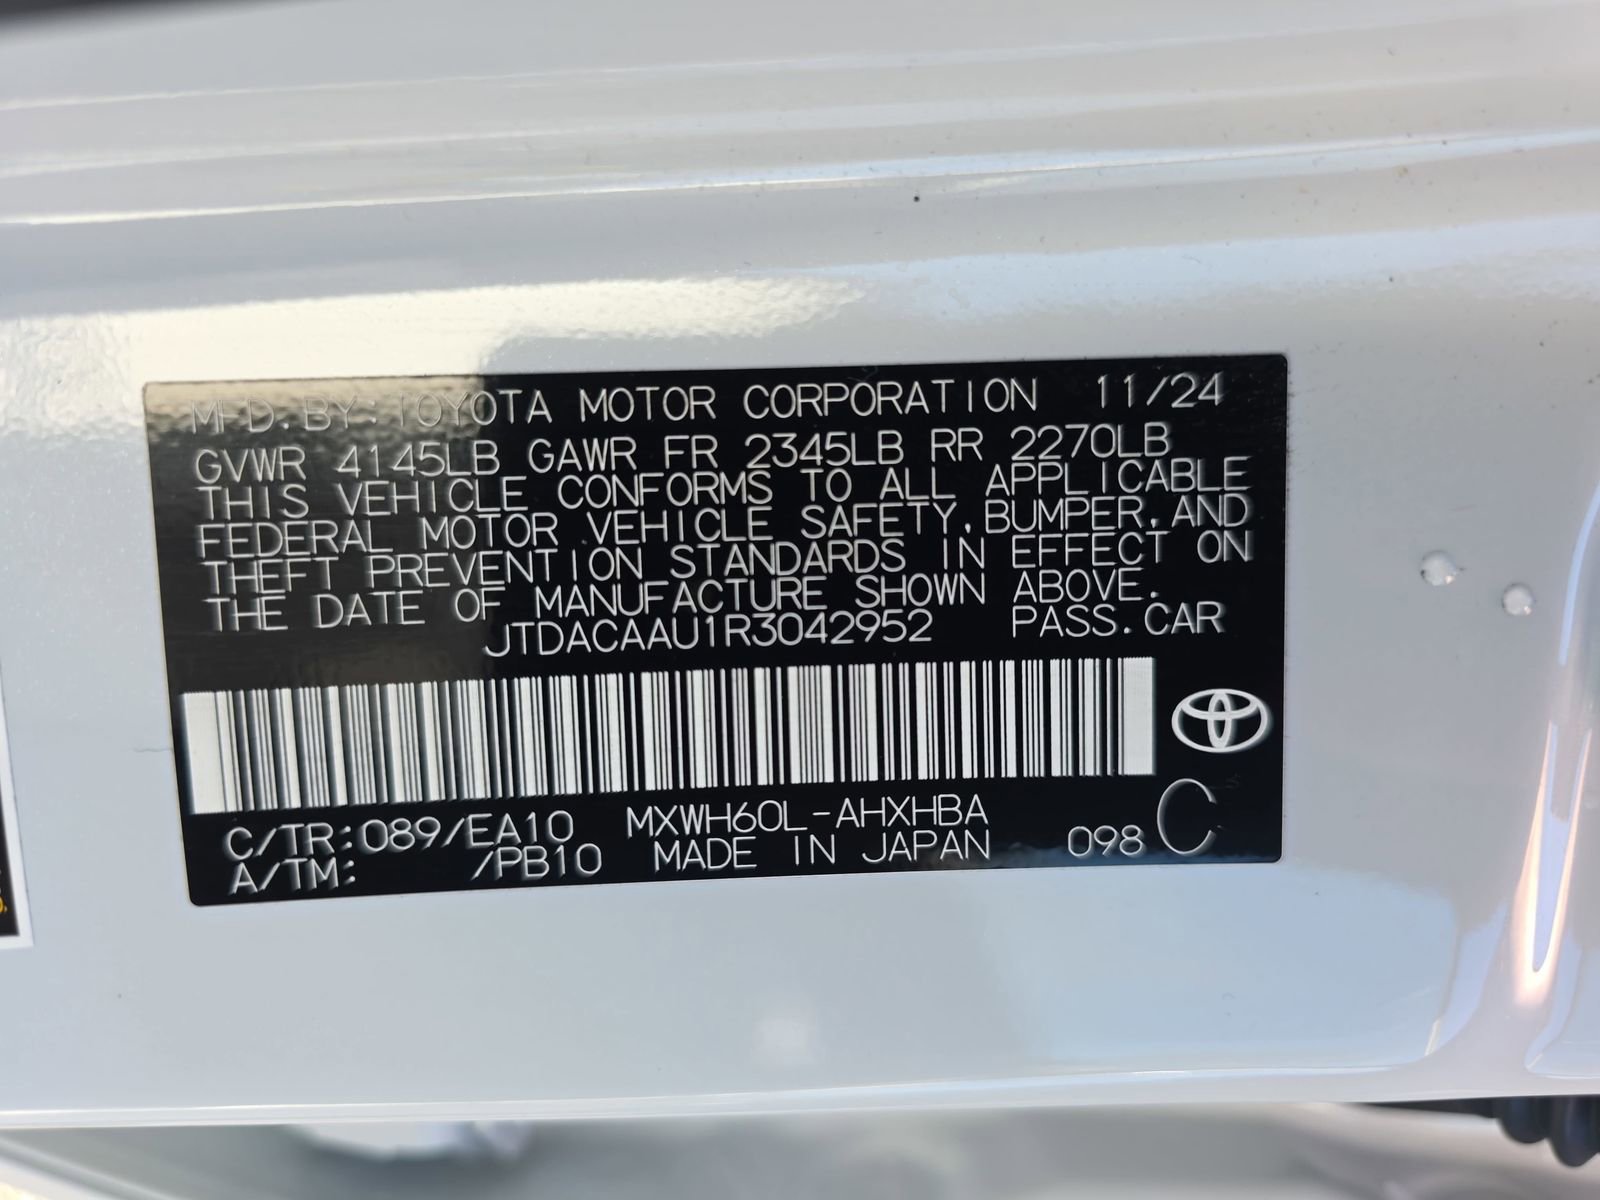 MFD.BY:TOYOTA MOTOR CORPORATION 11/24
GVWR 4145LB GAWR FR 2345LB RR 2270LB
THIS VEHICLE CONFORMS TO ALL APPLICABLE
FEDERAL MOTOR VEHICLE SAFETY,BUMPER,AND
THEFT PREVENTION STANDARDS IN EFFECT ON
THE DATE OF MANUFACTURE SHOWN ABOVE.
JTDACAAU1R3042952 PASS.CAR
C/TR:089/EA10 MXWH60L-AHXHBA
A/TM: /PB10 MADE IN JAPAN 098 C